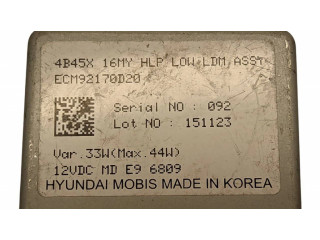 4B45X 16MY HLP LOW LDM ASST
ECM92170D20
Serial NO : 092
Lot NO : 151123
Var.33W(Max.44W)
12VDC MD E9 6809
HYUNDAI MOBIS MADE IN KOREA